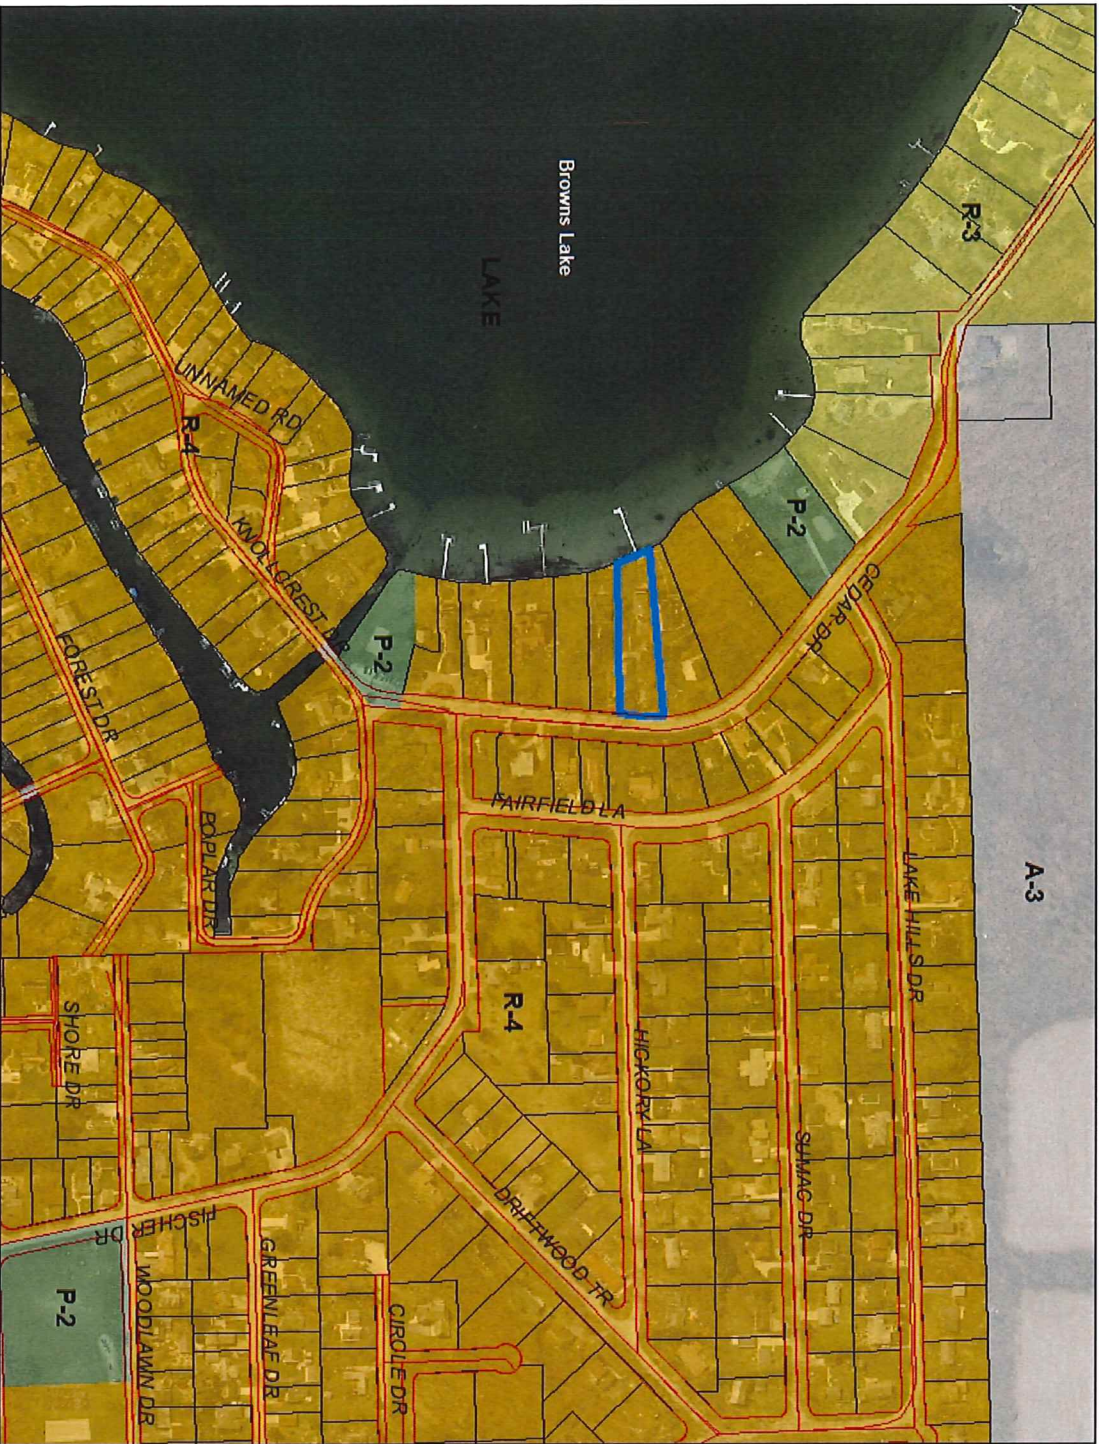 R-3
Browns Lake
LAKE
UNNAMED RD
R-4
P-2
KNOLLCREST DR
P-2
CEDAR DR
FOREST DR
FAIRFIELD LA
POPLAR DR
LAKE HILLS DR
A-3
R-4
SHORE DR
HICKORY LA
SUMAC DR
DRIFTWOOD TR
FISCHER DR
GREENLEAF DR
WOODLAWN DR
CIRCLE DR
P-2